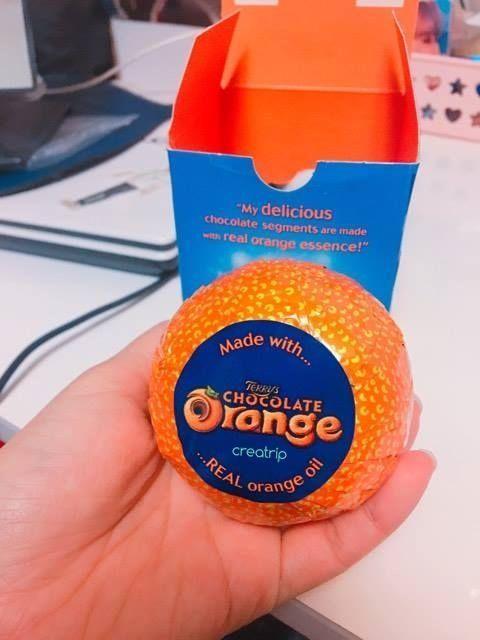 "My delicious
chocolate segments are made
with real orange essence!"
Made with...
TERRY'S
CHOCOLATE
Orange
creatrip
...REAL orange oil